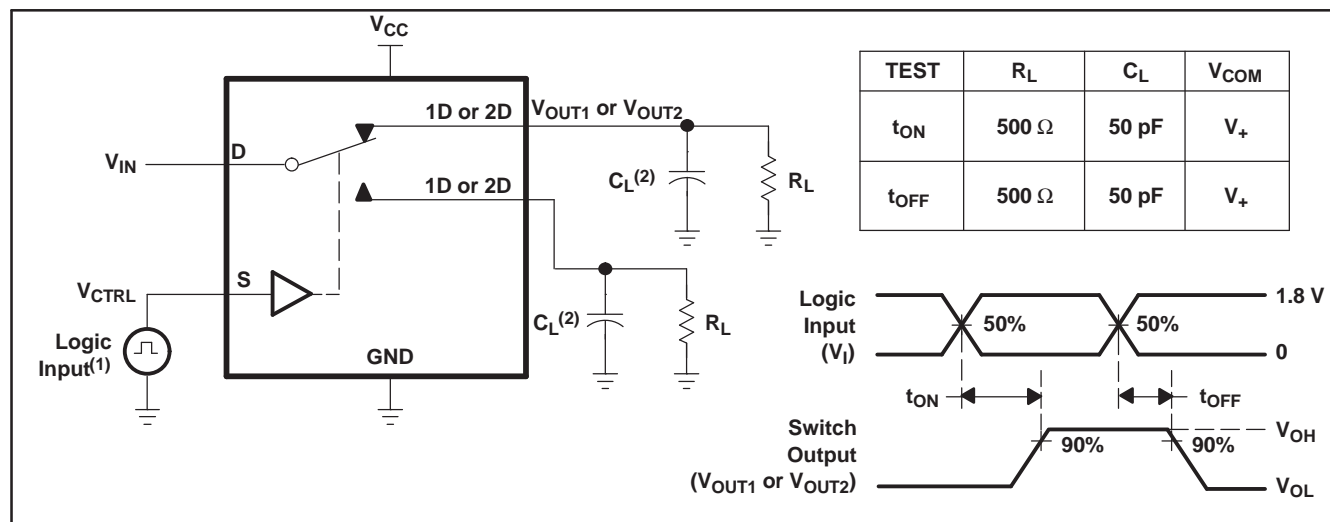 VCC
1D or 2D
VOUT1 or VOUT2
VIN
D
CL(2)
RL
1D or 2D
VCTRL
S
Logic
Input(1)
CL(2)
RL
GND
TEST RL CL VCOM
tON 500 Ω 50 pF V+
tOFF 500 Ω 50 pF V+
Logic
Input
(VI)
50%
50%
1.8 V
0
tON
tOFF
Switch
Output
(VOUT1 or VOUT2)
90%
90%
VOH
VOL